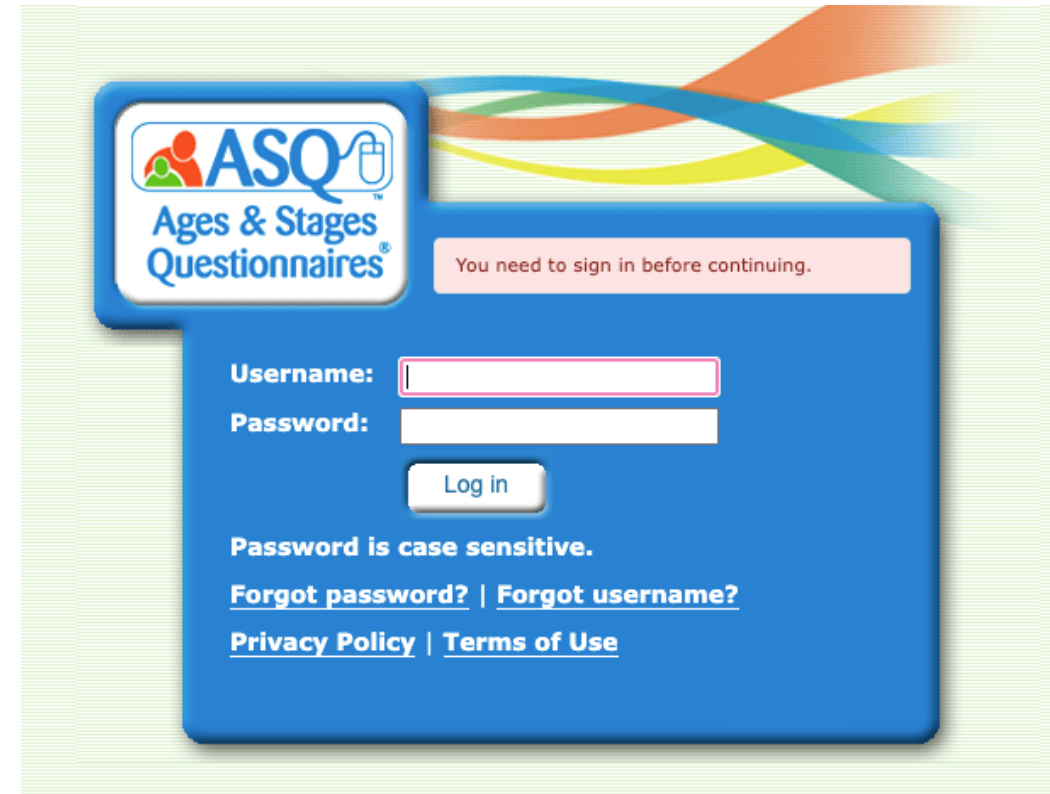 ASQ™
Ages & Stages
Questionnaires®
You need to sign in before continuing.
Username:
Password:
Log in
Password is case sensitive.
Forgot password? | Forgot username?
Privacy Policy | Terms of Use